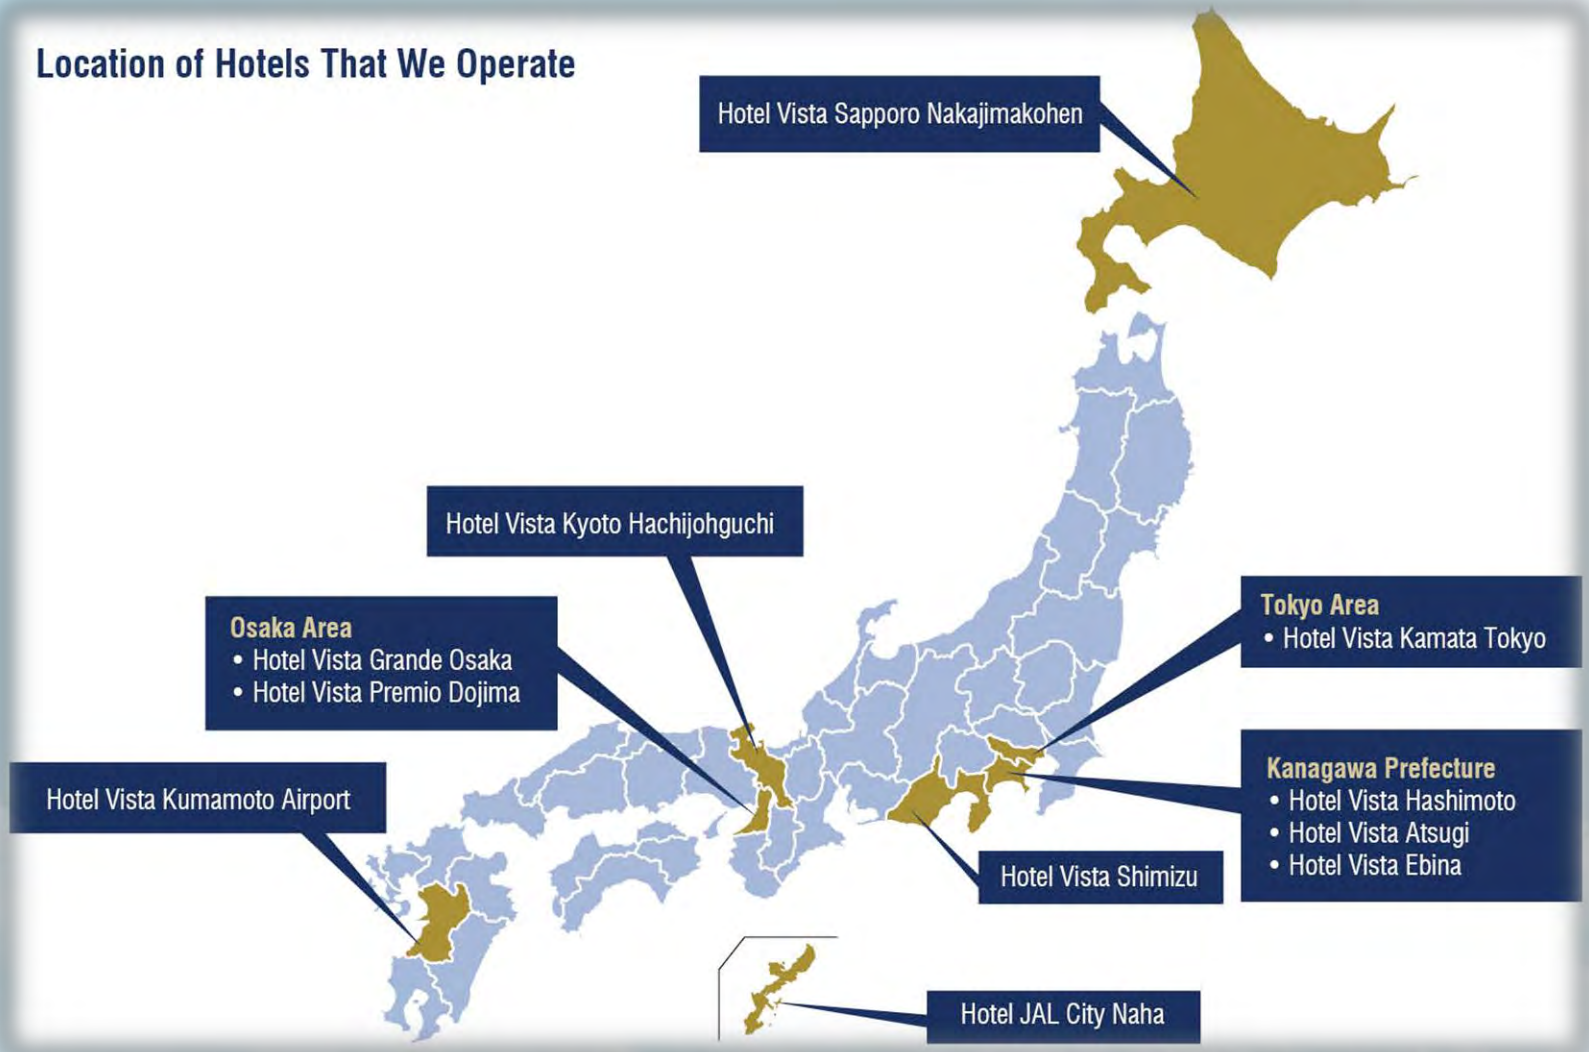 Location of Hotels That We Operate
Hotel Vista Sapporo Nakajimakohen
Hotel Vista Kyoto Hachijohguchi
Osaka Area
• Hotel Vista Grande Osaka
• Hotel Vista Premio Dojima
Tokyo Area
• Hotel Vista Kamata Tokyo
Hotel Vista Kumamoto Airport
Kanagawa Prefecture
• Hotel Vista Hashimoto
• Hotel Vista Atsugi
• Hotel Vista Ebina
Hotel Vista Shimizu
Hotel JAL City Naha